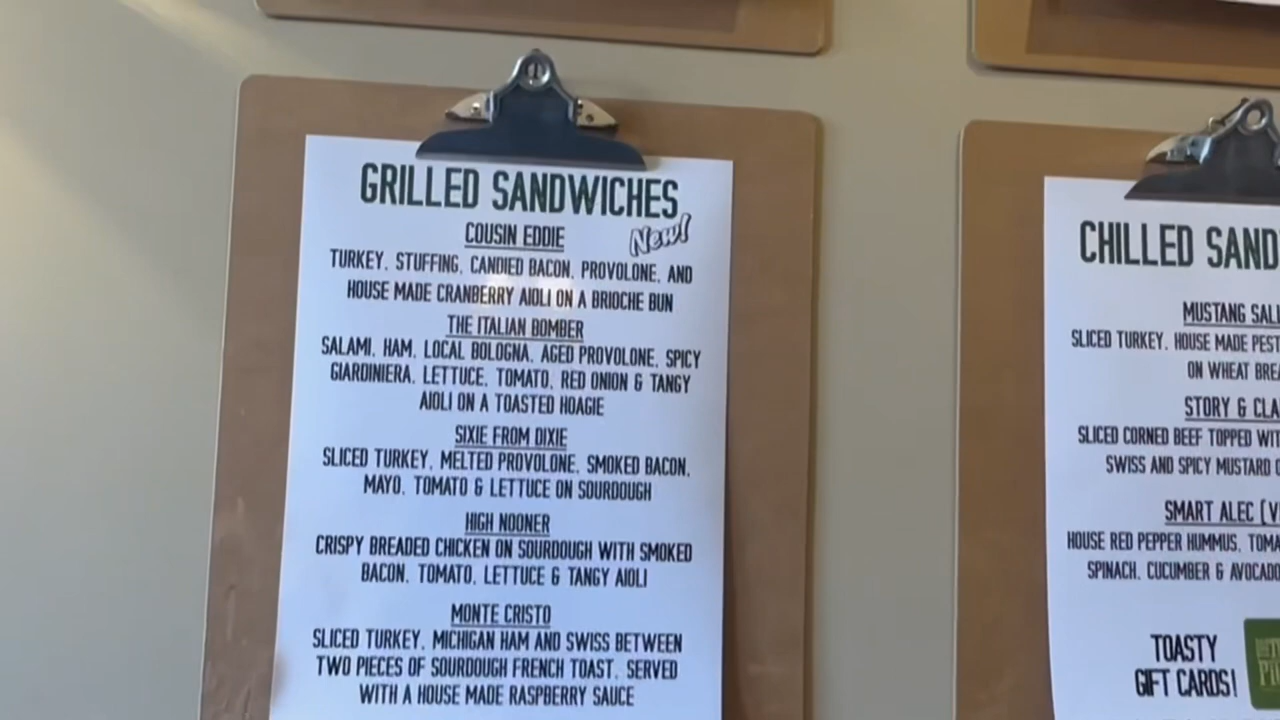 GRILLED SANDWICHES
New!
COUSIN EDDIE
TURKEY, STUFFING, CANDIED BACON, PROVOLONE, AND
HOUSE MADE CRANBERRY AIOLI ON A BRIOCHE BUN
THE ITALIAN BOMBER
SALAMI, HAM, LOCAL BOLOGNA, AGED PROVOLONE, SPICY
GIARDINIERA, LETTUCE, TOMATO, RED ONION & TANGY
AIOLI ON A TOASTED HOAGIE
SIXIE FROM DIXIE
SLICED TURKEY, MELTED PROVOLONE, SMOKED BACON,
MAYO, TOMATO & LETTUCE ON SOURDOUGH
HIGH NOONER
CRISPY BREADED CHICKEN ON SOURDOUGH WITH SMOKED
BACON, TOMATO, LETTUCE & TANGY AIOLI
MONTE CRISTO
SLICED TURKEY, MICHIGAN HAM AND SWISS BETWEEN
TWO PIECES OF SOURDOUGH FRENCH TOAST, SERVED
WITH A HOUSE MADE RASPBERRY SAUCE
CHILLED SAND
MUSTANG SAL
SLICED TURKEY, HOUSE MADE PEST
ON WHEAT BREA
STORY & CLA
SLICED CORNED BEEF TOPPED WIT
SWISS AND SPICY MUSTARD
SMART ALEC (V
HOUSE RED PEPPER HUMMUS, TOMA
SPINACH, CUCUMBER & AVOCADO
TOASTY
GIFT CARDS!